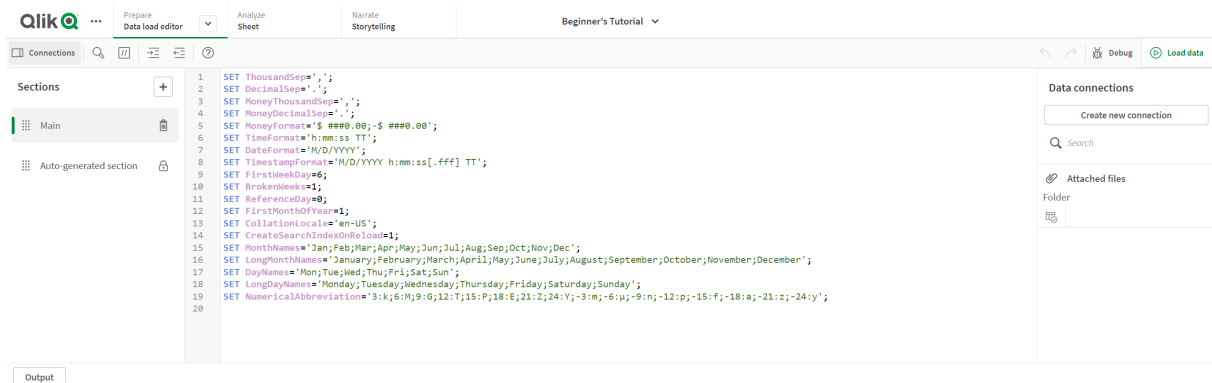 Qlik
Prepare
Data load editor
Analyze
Sheet
Narrate
Storytelling
Beginner's Tutorial
Connections
Debug
Load data
Sections
Main
Auto-generated section
1 SET ThousandSep=',';
2 SET DecimalSep='.';
3 SET MoneyThousandSep=',';
4 SET MoneyDecimalSep='.';
5 SET MoneyFormat='$ ###0.00;-$ ###0.00';
6 SET TimeFormat='h:mm:ss TT';
7 SET DateFormat='M/D/YYYY';
8 SET TimestampFormat='M/D/YYYY h:mm:ss[.fff] TT';
9 SET FirstWeekDay=6;
10 SET BrokenWeeks=1;
11 SET ReferenceDay=0;
12 SET FirstMonthOfYear=1;
13 SET CollationLocale='en-US';
14 SET CreateSearchIndexOnReload=1;
15 SET MonthNames='Jan;Feb;Mar;Apr;May;Jun;Jul;Aug;Sep;Oct;Nov;Dec';
16 SET LongMonthNames='January;February;March;April;May;June;July;August;September;October;November;December';
17 SET DayNames='Mon;Tue;Wed;Thu;Fri;Sat;Sun';
18 SET LongDayNames='Monday;Tuesday;Wednesday;Thursday;Friday;Saturday;Sunday';
19 SET NumericalAbbreviation='3:k;6:M;9:G;12:T;15:P;18:E;21:Z;24:Y;-3:m;-6:μ;-9:n;-12:p;-15:f;-18:a;-21:z;-24:y';
20
Data connections
Create new connection
Search
Attached files
Folder
Output